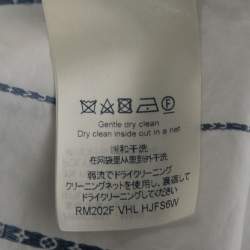 Gentle dry clean
Dry clean inside out in a net
缓和干洗
在网袋里从里到外干洗
弱流でドライクリーニング
クリーニングネットを使用し、裏返して
ドライクリーニングしてください
RM202F VHL HJFS6W